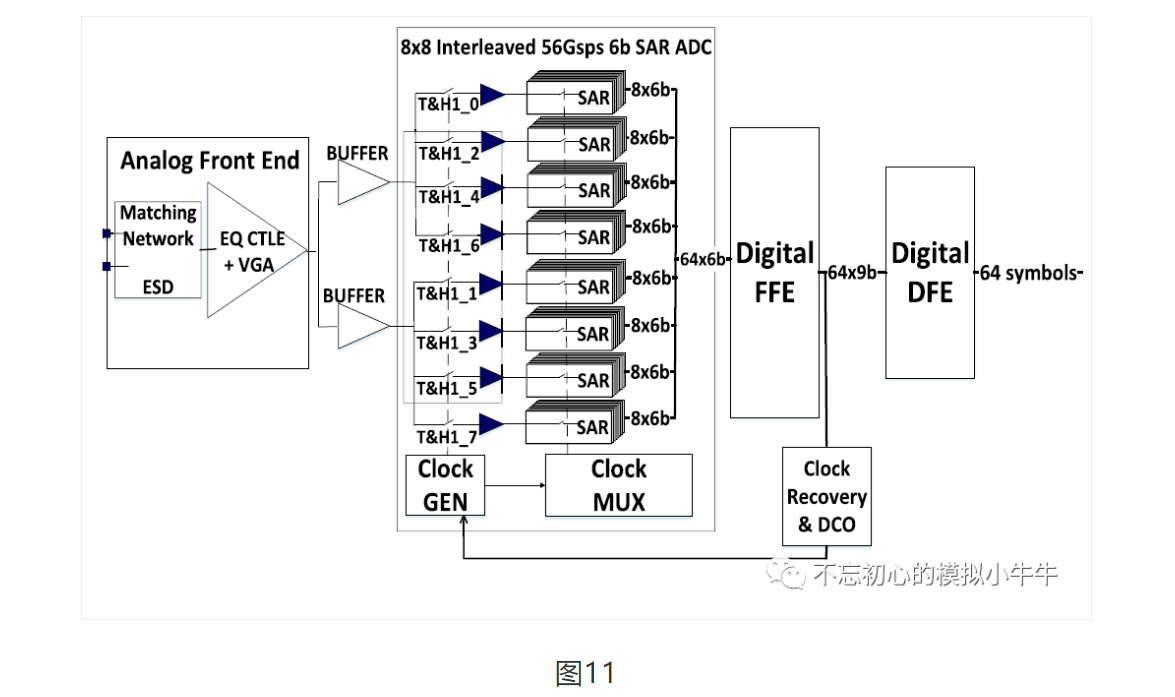 8x8 Interleaved 56Gsps 6b SAR ADC
Analog Front End
Matching
Network
ESD
EQ CTLE
+ VGA
BUFFER
BUFFER
T&H1_0
SAR
8x6b
T&H1_2
SAR
8x6b
T&H1_4
SAR
8x6b
T&H1_6
SAR
8x6b
T&H1_1
SAR
8x6b
T&H1_3
SAR
8x6b
T&H1_5
SAR
8x6b
T&H1_7
SAR
8x6b
Clock
GEN
Clock
MUX
64x6b
Digital
FFE
64x9b
Digital
DFE
64 symbols
Clock
Recovery
& DCO
不忘初心的模拟小牛牛
图11